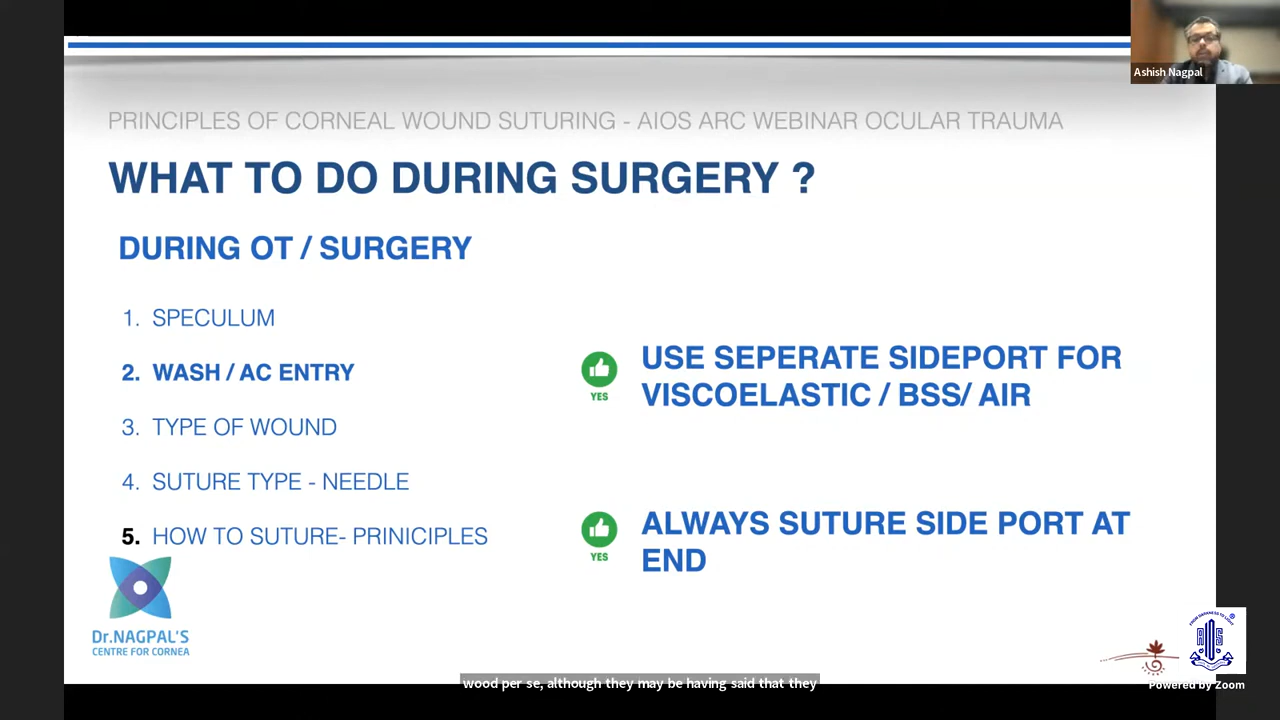 Ashish Nagpal
PRINCIPLES OF CORNEAL WOUND SUTURING - AIOS ARC WEBINAR OCULAR TRAUMA
WHAT TO DO DURING SURGERY ?
DURING OT / SURGERY
1. SPECULUM
2. WASH / AC ENTRY
3. TYPE OF WOUND
4. SUTURE TYPE - NEEDLE
5. HOW TO SUTURE- PRINICIPLES
YES
USE SEPERATE SIDEPORT FOR
VISCOELASTIC / BSS/ AIR
YES
ALWAYS SUTURE SIDE PORT AT
END
Dr.NAGPAL'S
CENTRE FOR CORNEA
wood per se, although they may be having said that they
Powered by Zoom